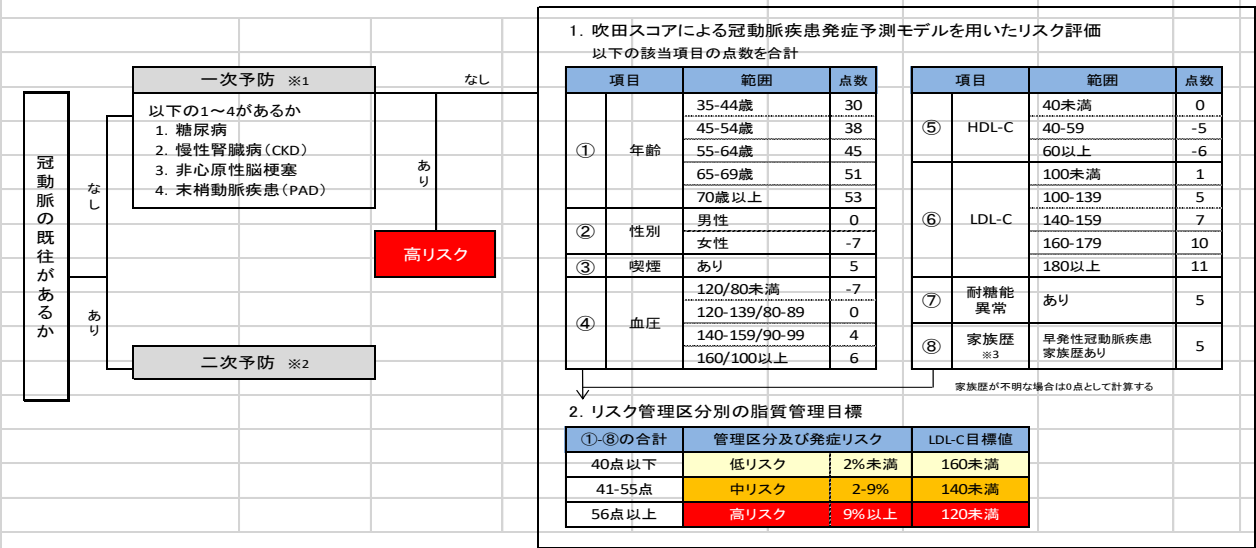 冠動脈の既往があるか
なし
あり
一次予防 ※1
以下の1～4があるか
1. 糖尿病
2. 慢性腎臓病(CKD)
3. 非心原性脳梗塞
4. 末梢動脈疾患(PAD)
なし
あり
高リスク
二次予防 ※2
1. 吹田スコアによる冠動脈疾患発症予測モデルを用いたリスク評価
以下の該当項目の点数を合計
項目 範囲 点数
① 年齢
35-44歳 30
45-54歳 38
55-64歳 45
65-69歳 51
70歳以上 53
② 性別
男性 0
女性 -7
③ 喫煙 あり 5
④ 血圧
120/80未満 -7
120-139/80-89 0
140-159/90-99 4
160/100以上 6
項目 範囲 点数
⑤ HDL-C
40未満 0
40-59 -5
60以上 -6
⑥ LDL-C
100未満 1
100-139 5
140-159 7
160-179 10
180以上 11
⑦ 耐糖能
異常
あり 5
⑧ 家族歴
※3
早発性冠動脈疾患
家族歴あり
5
家族歴が不明な場合は0点として計算する
2. リスク管理区分別の脂質管理目標
①-⑧の合計 管理区分及び発症リスク LDL-C目標値
40点以下 低リスク 2%未満 160未満
41-55点 中リスク 2-9% 140未満
56点以上 高リスク 9%以上 120未満